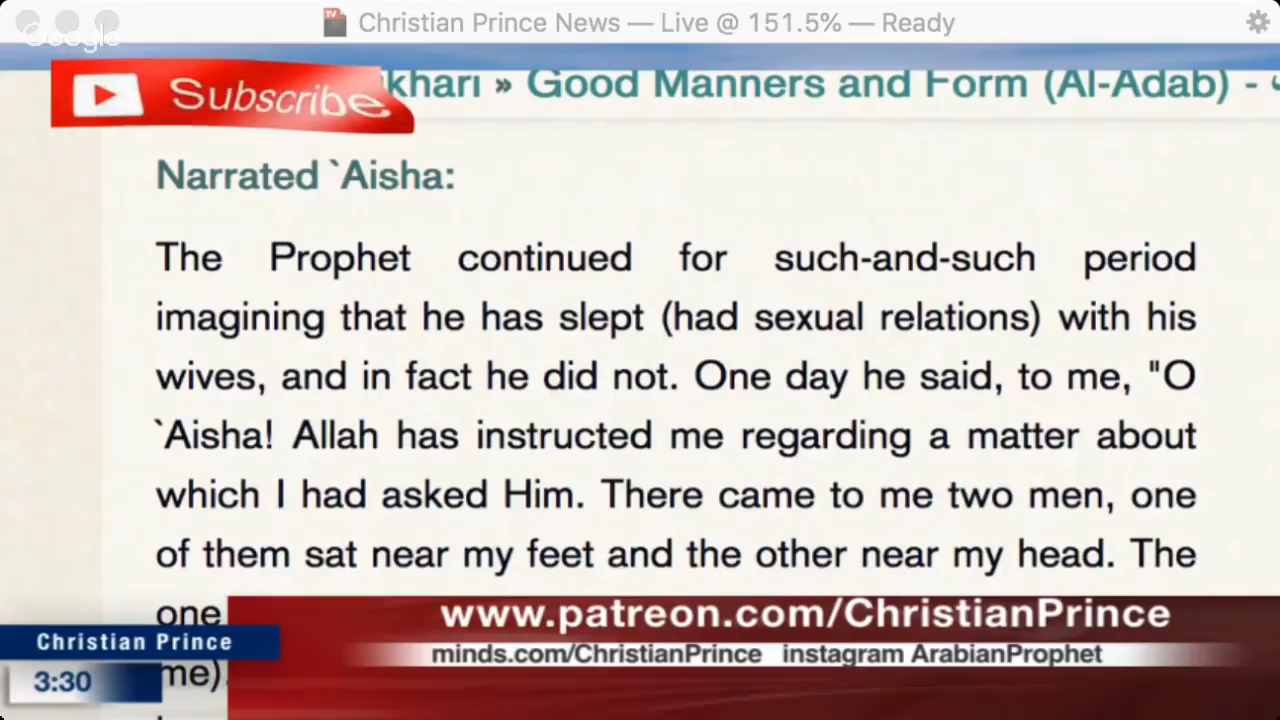 Christian Prince News — Live @ 151.5% — Ready
Google
Subscribe
khari » Good Manners and Form (Al-Adab) -
Narrated `Aisha:
The Prophet continued for such-and-such period
imagining that he has slept (had sexual relations) with his
wives, and in fact he did not. One day he said, to me, "O
`Aisha! Allah has instructed me regarding a matter about
which I had asked Him. There came to me two men, one
of them sat near my feet and the other near my head. The
one
www.patreon.com/ChristianPrince
Christian Prince
minds.com/ChristianPrince instagram ArabianProphet
3:30
me)